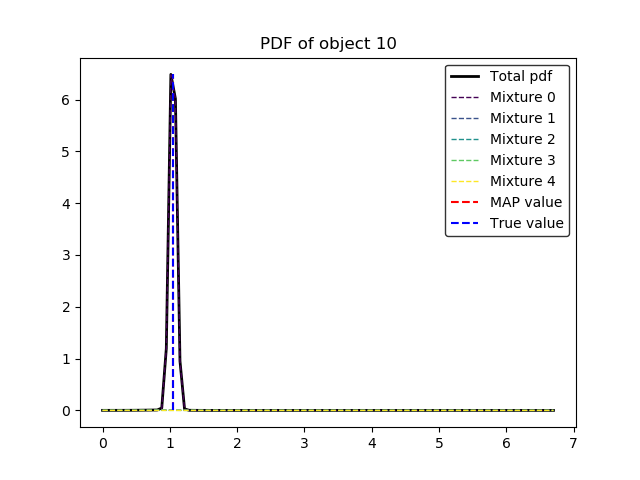 PDF of object 10
Total pdf
Mixture 0
Mixture 1
Mixture 2
Mixture 3
Mixture 4
MAP value
True value
6
5
4
3
2
1
0
0 1 2 3 4 5 6 7